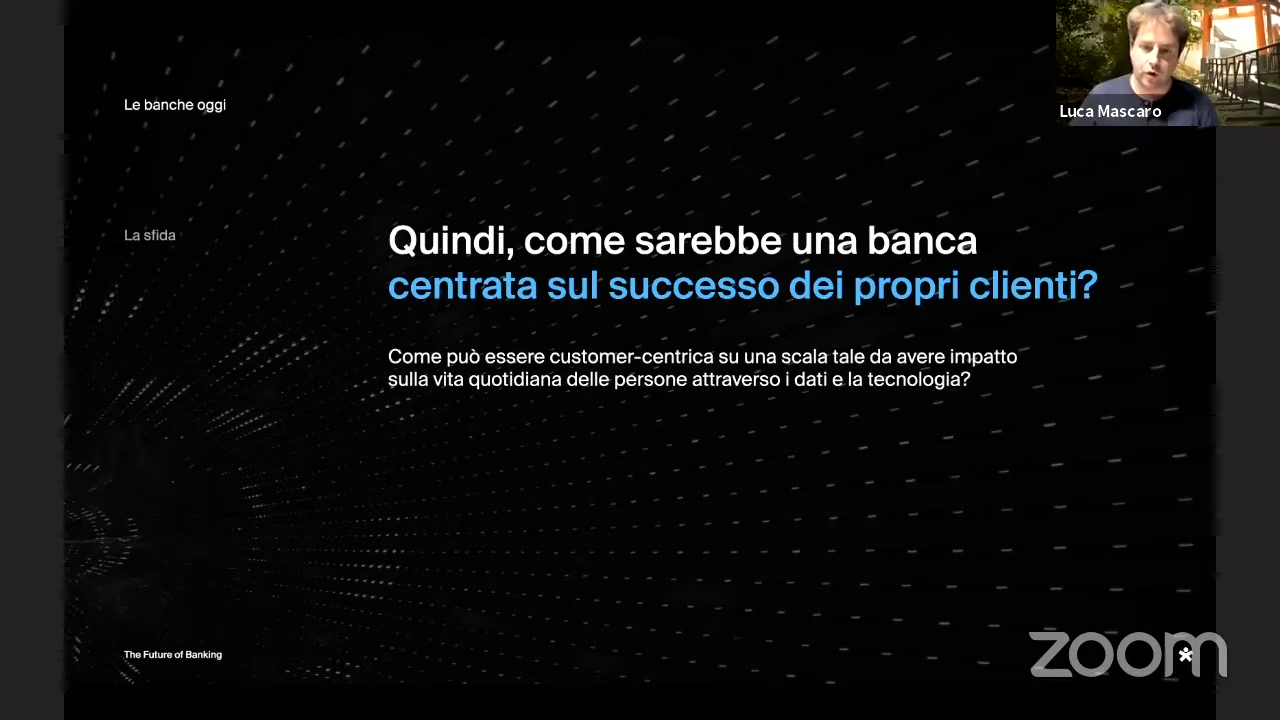 Le banche oggi
Luca Mascaro
La sfida
Quindi, come sarebbe una banca
centrata sul successo dei propri clienti?
Come può essere customer-centrica su una scala tale da avere impatto
sulla vita quotidiana delle persone attraverso i dati e la tecnologia?
The Future of Banking
zoom